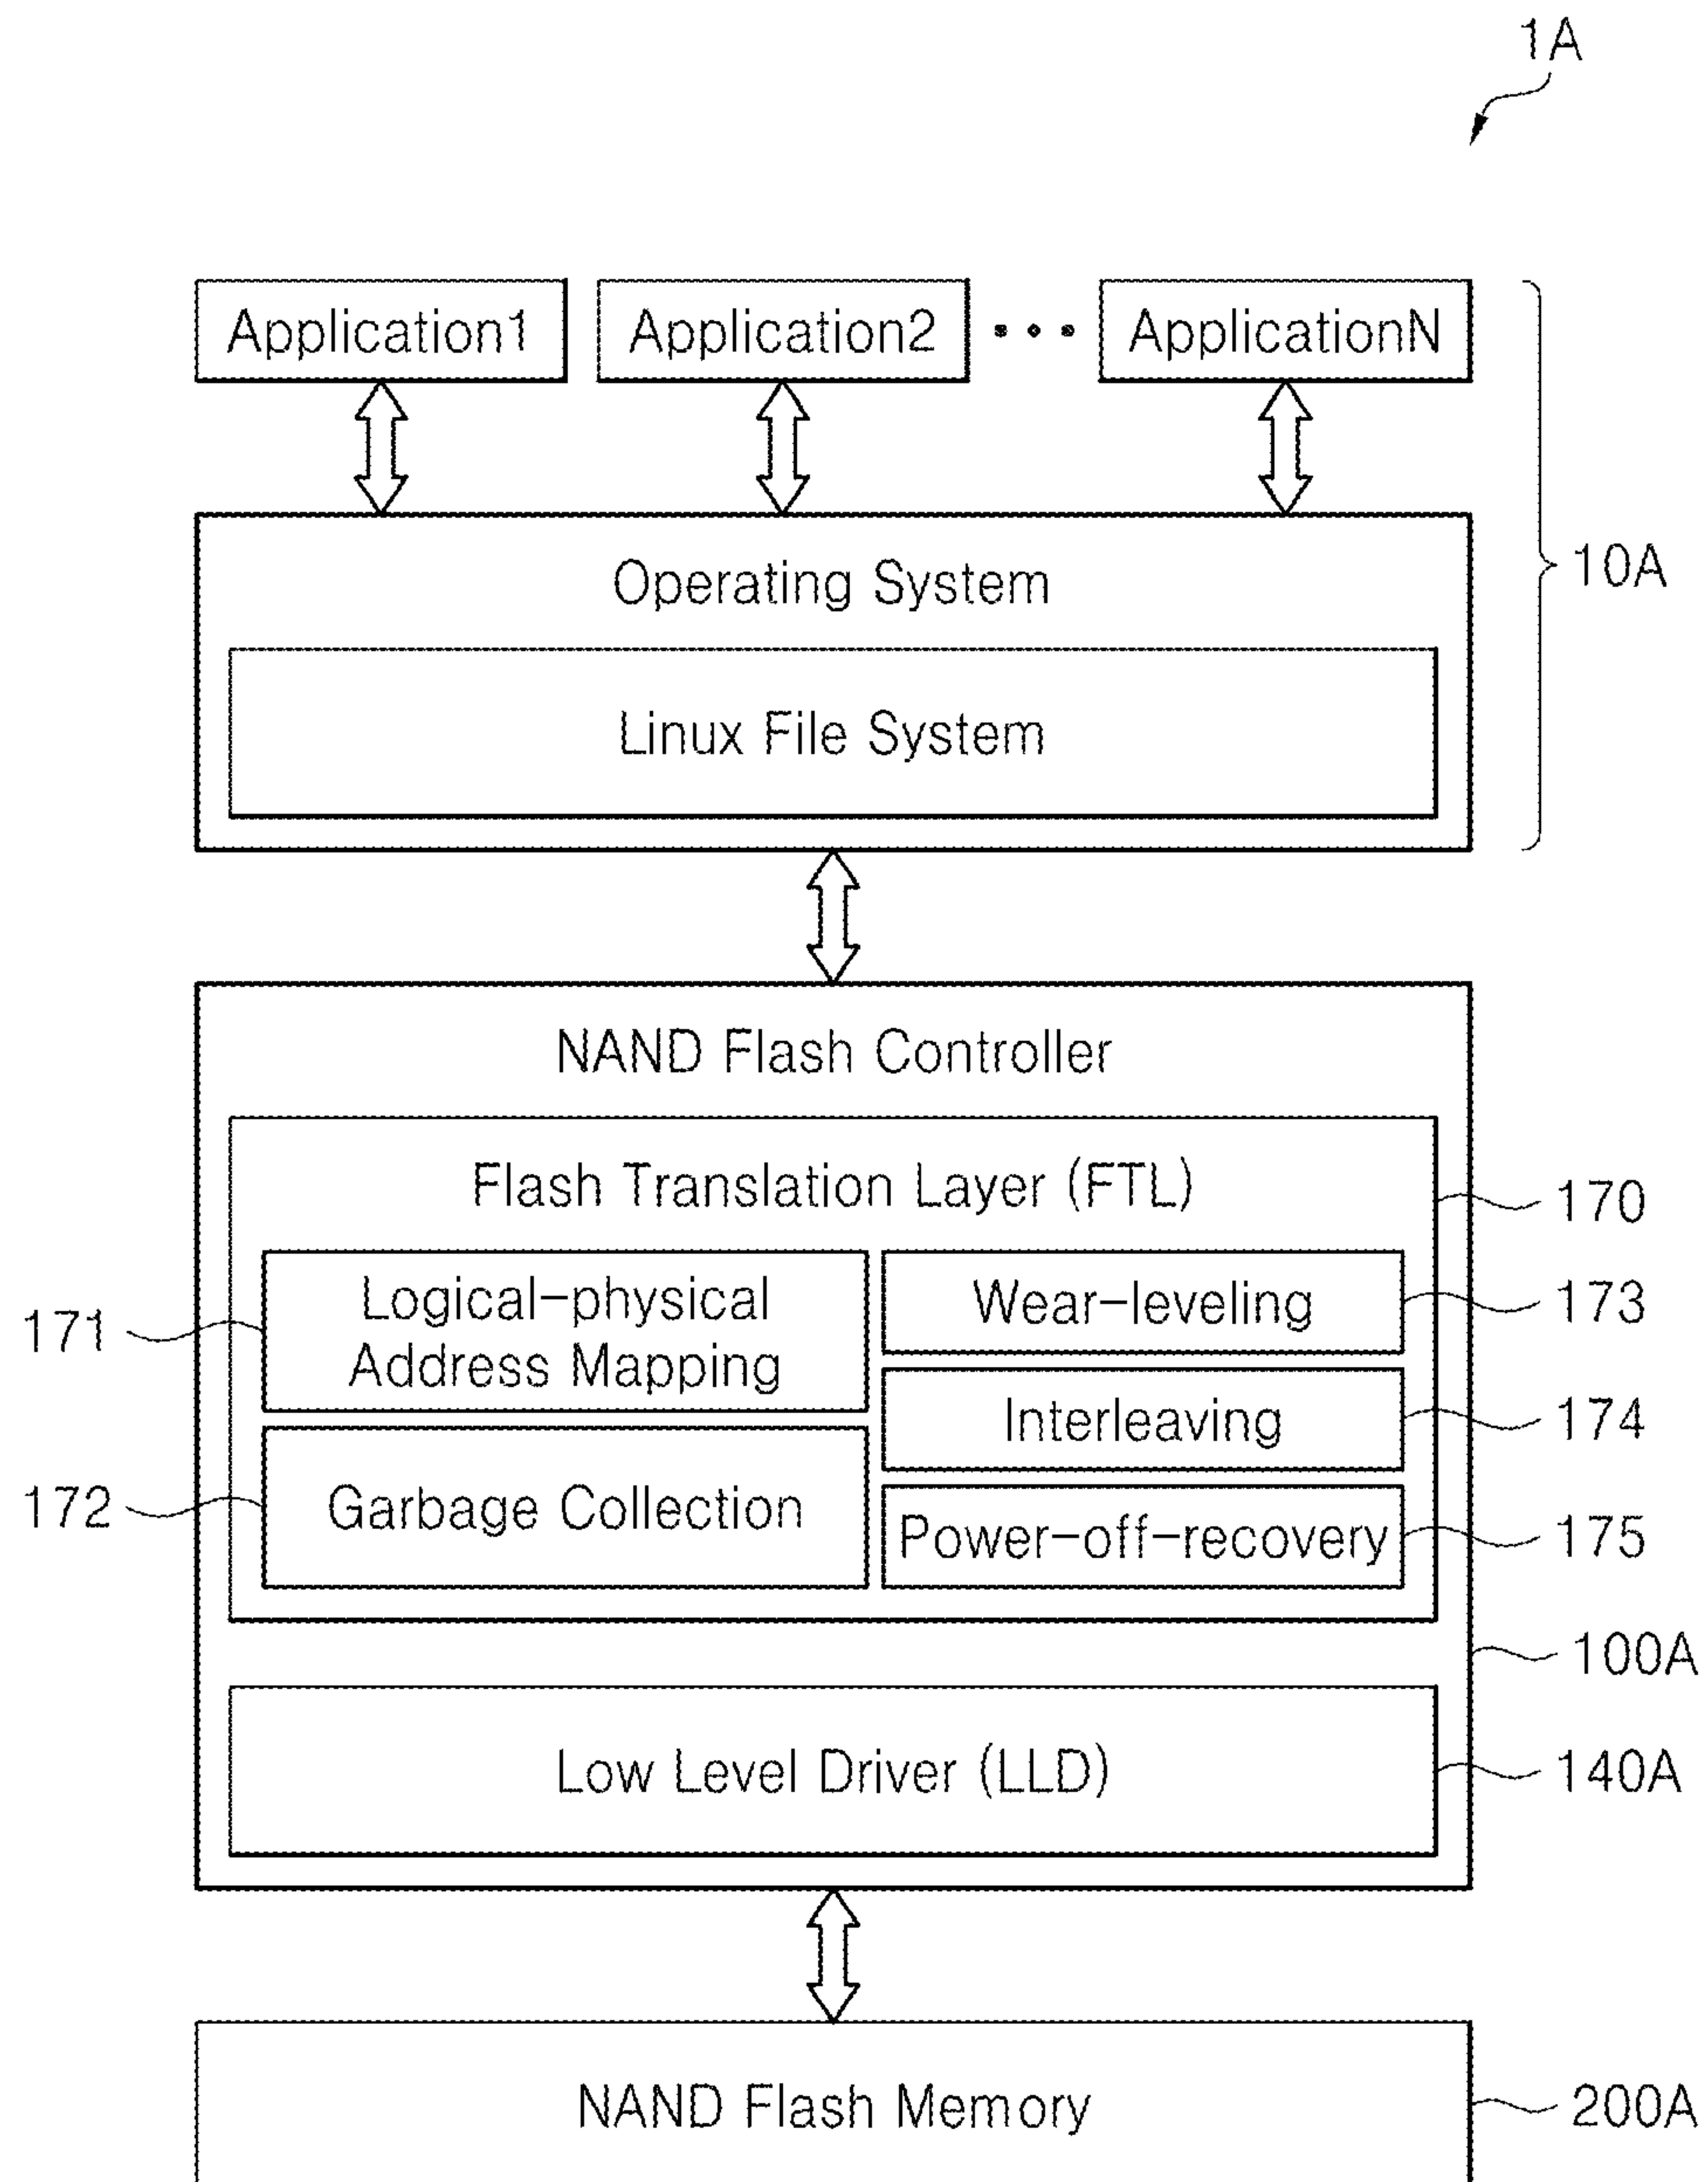 1A
Application1
Application2
ApplicationN
10A
Operating System
Linux File System
NAND Flash Controller
Flash Translation Layer (FTL)
170
171
Logical-physical
Address Mapping
Wear-leveling
173
Interleaving
174
172
Garbage Collection
Power-off-recovery
175
100A
Low Level Driver (LLD)
140A
NAND Flash Memory
200A